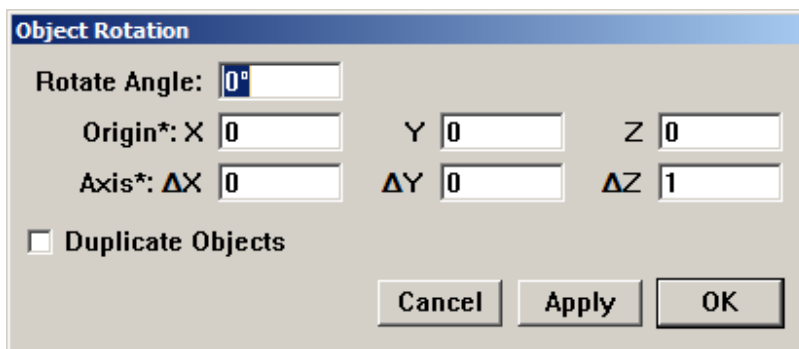 Object Rotation
Rotate Angle: 0°
Origin*: X 0 Y 0 Z 0
Axis*: ΔX 0 ΔY 0 ΔZ 1
Duplicate Objects
Cancel Apply OK